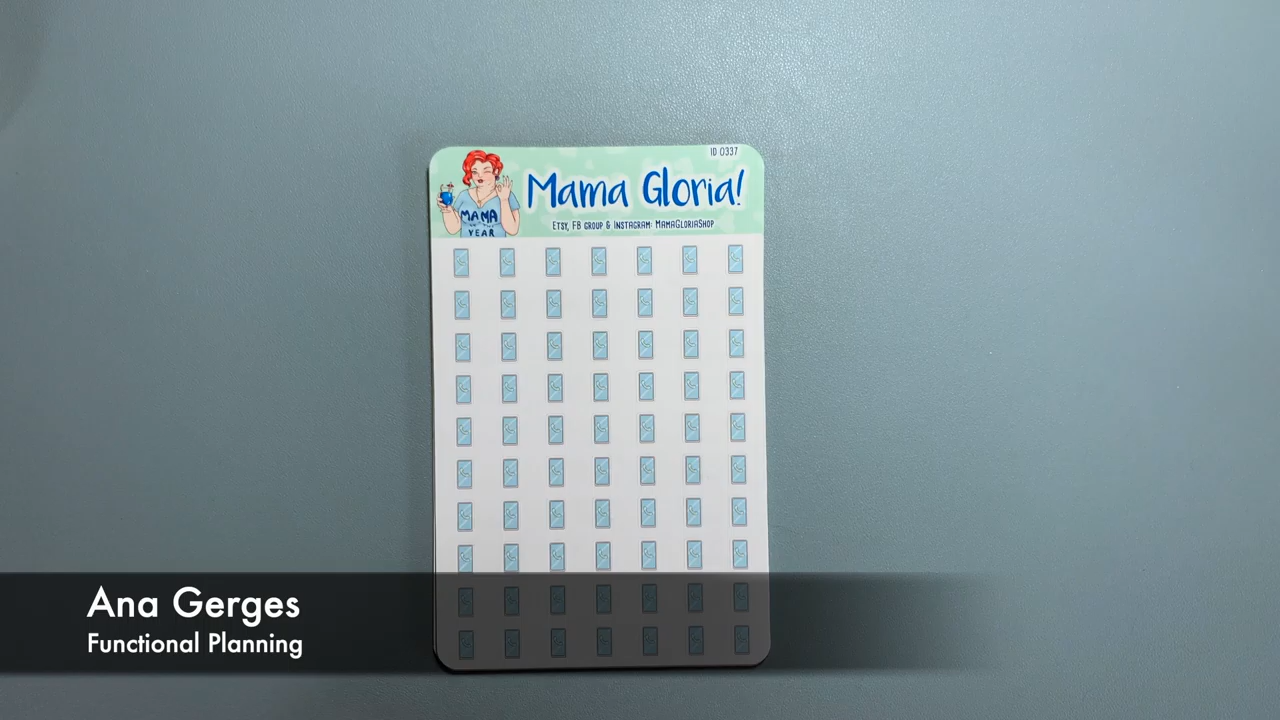 ID 0337
Mama Gloria!
Etsy, FB group & Instagram: MamaGloriaShop
MAMA
YEAR
Ana Gerges
Functional Planning